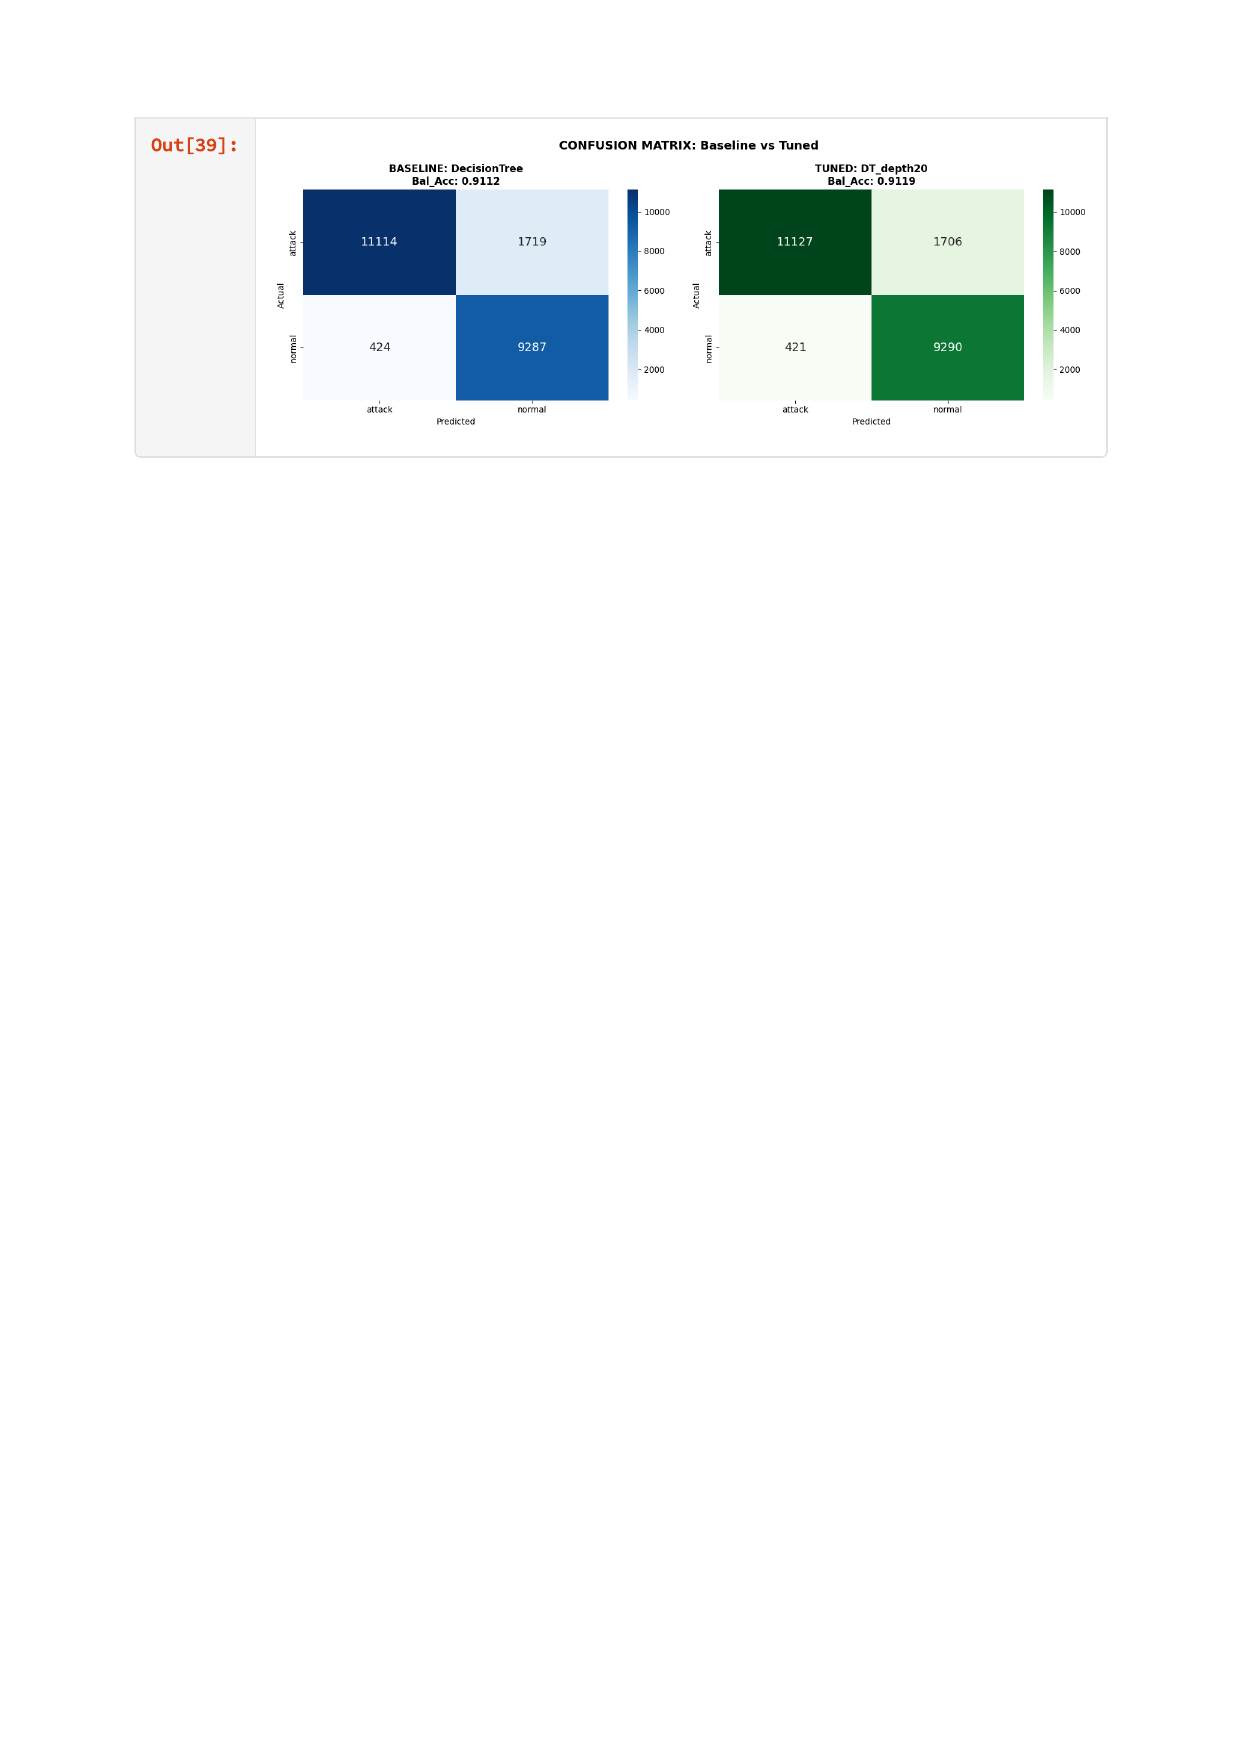 Out[39]:
CONFUSION MATRIX: Baseline vs Tuned
BASELINE: DecisionTree
Bal_Acc: 0.9112
attack
normal
Actual
11114
1719
424
9287
attack
normal
Predicted
10000
8000
6000
4000
2000
TUNED: DT_depth20
Bal_Acc: 0.9119
attack
normal
Actual
11127
1706
421
9290
attack
normal
Predicted
10000
8000
6000
4000
2000